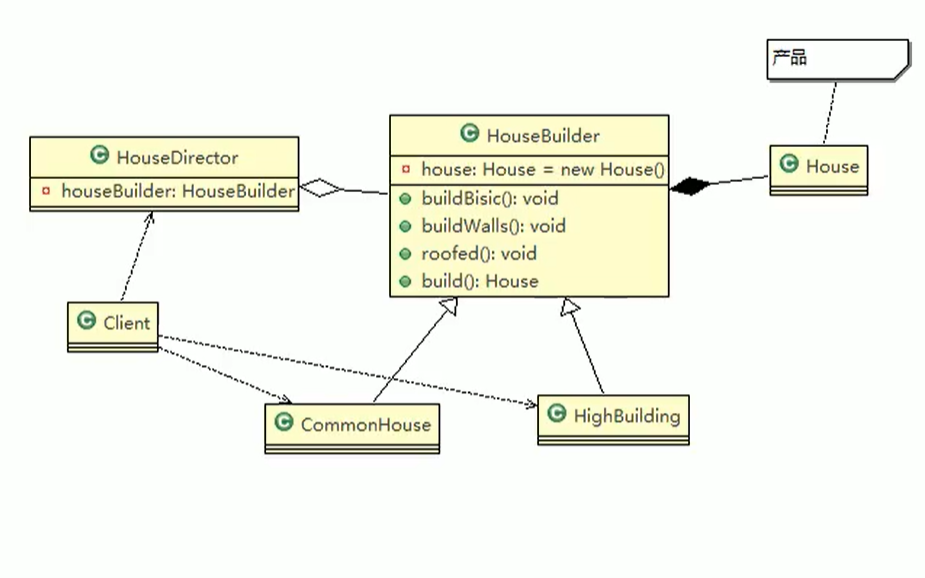 产品
HouseBuilder
house: House = new House()
buildBisic(): void
buildWalls(): void
roofed(): void
build(): House
HouseDirector
houseBuilder: HouseBuilder
House
Client
CommonHouse
HighBuilding